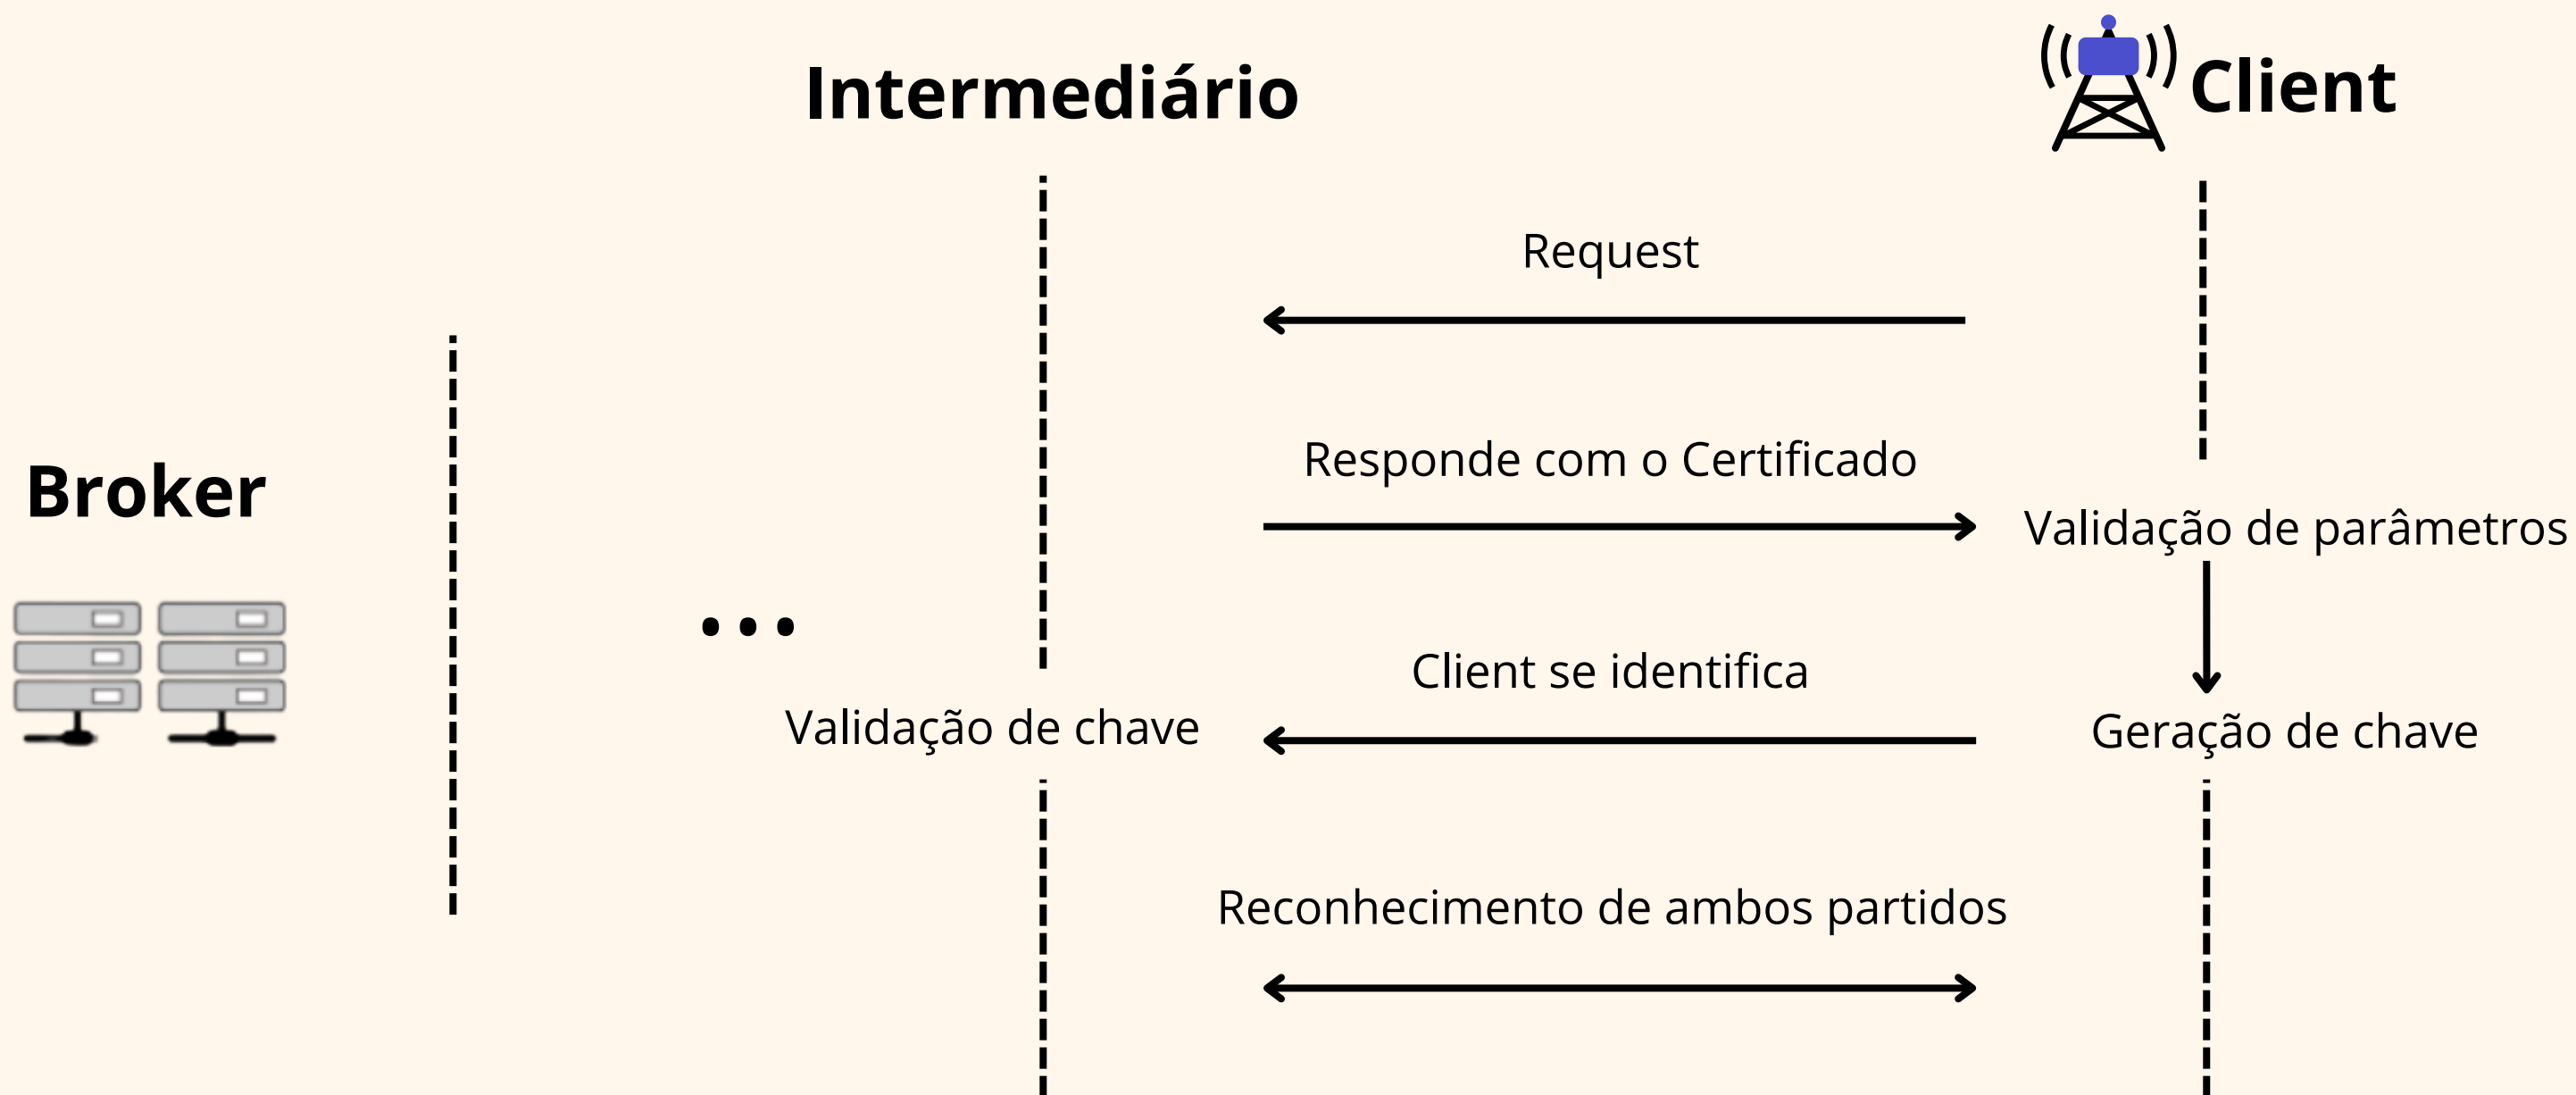 Intermediário
Client
Request
Responde com o Certificado
Broker
Validação de parâmetros
...
Client se identifica
Validação de chave
Geração de chave
Reconhecimento de ambos partidos